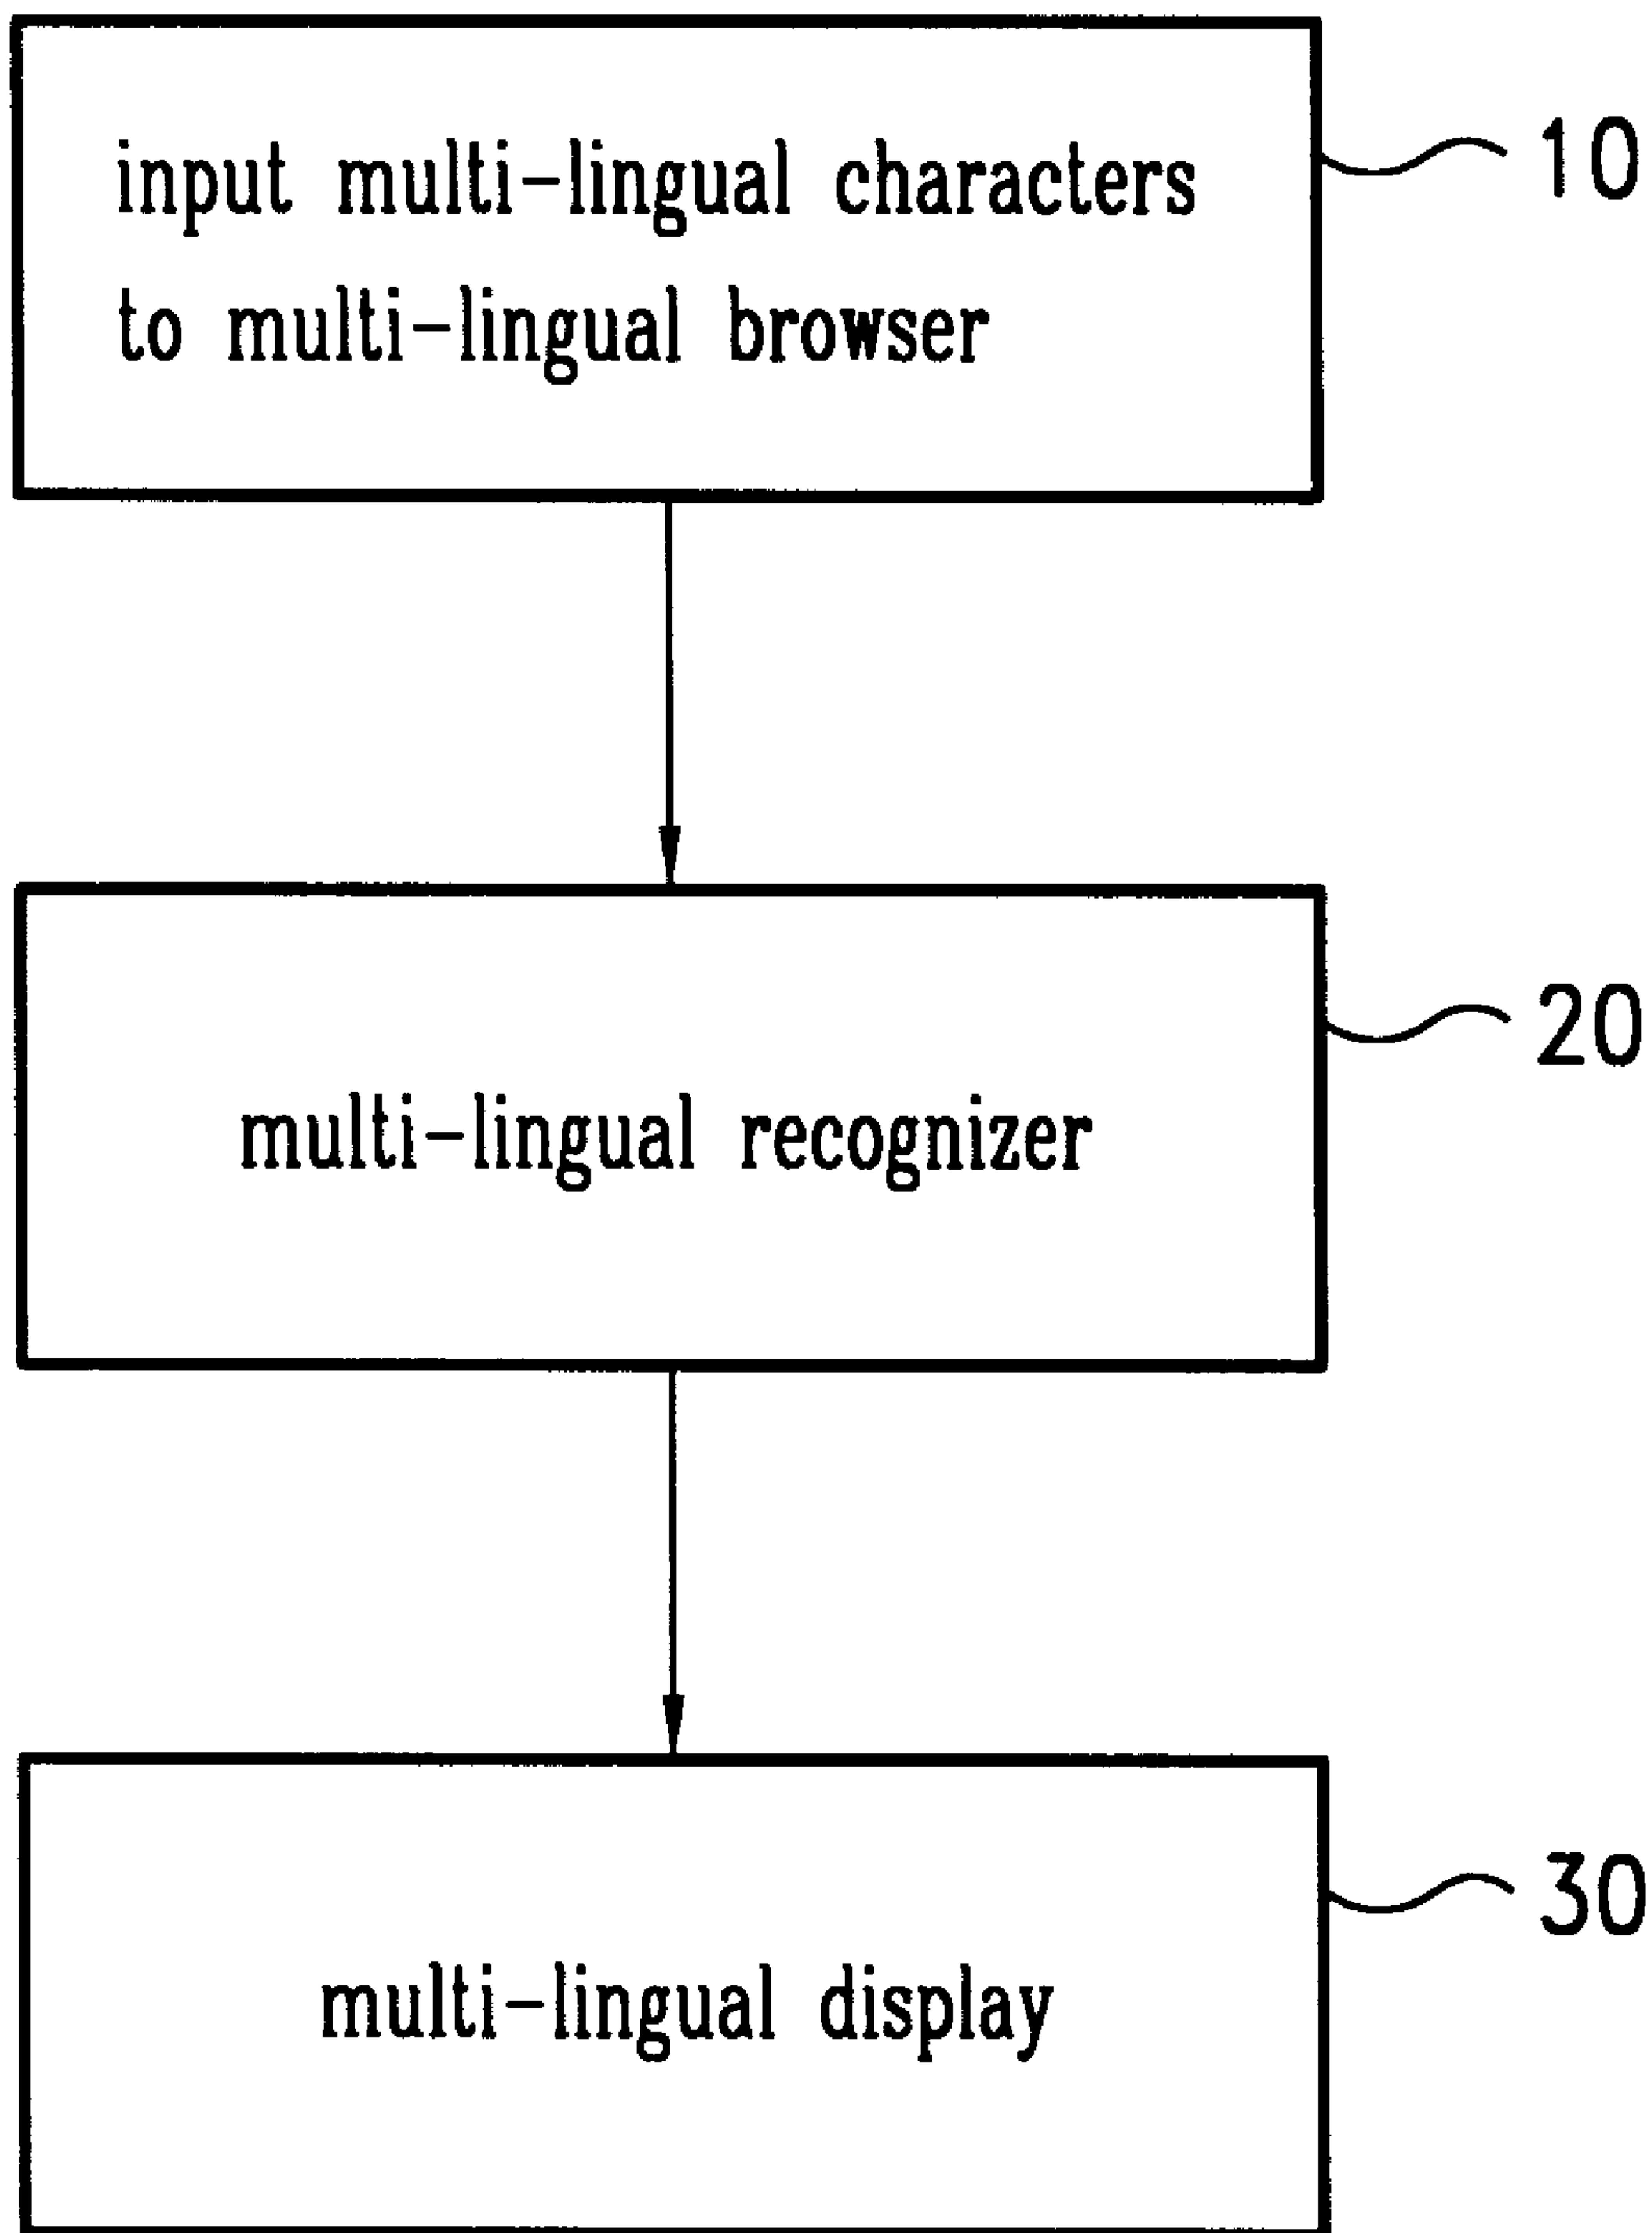 input multi-lingual characters
to multi-lingual browser
10
multi-lingual recognizer
20
multi-lingual display
30